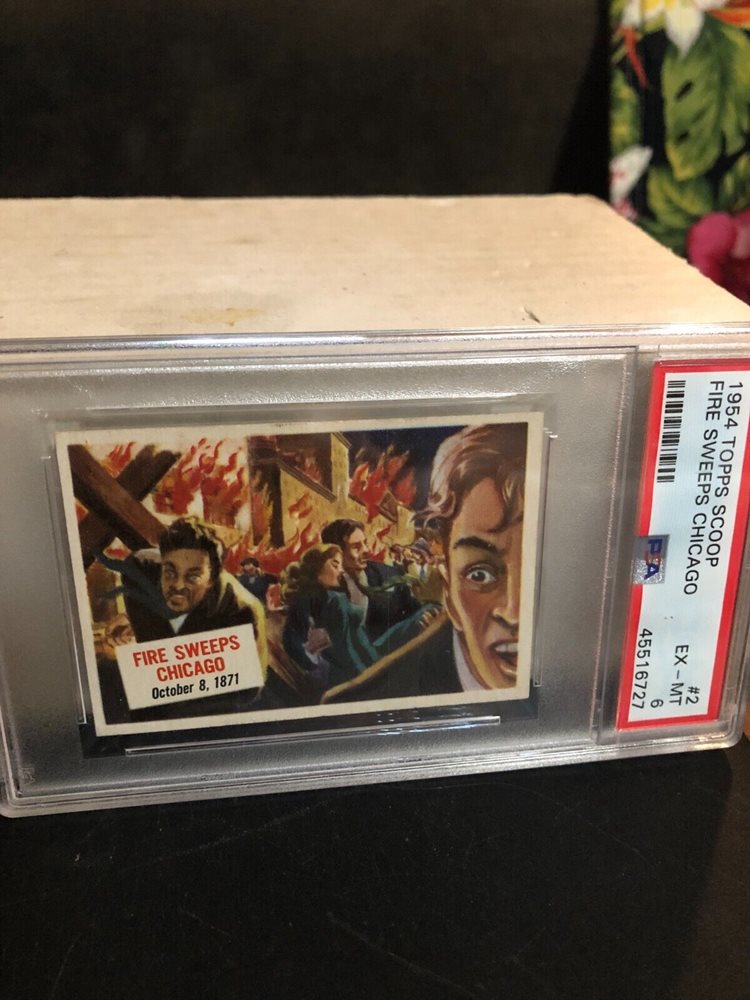 FIRE SWEEPS
CHICAGO
October 8, 1871
1954 TOPPS SCOOP
FIRE SWEEPS CHICAGO
#2
EX - MT
6
45516727
PSA